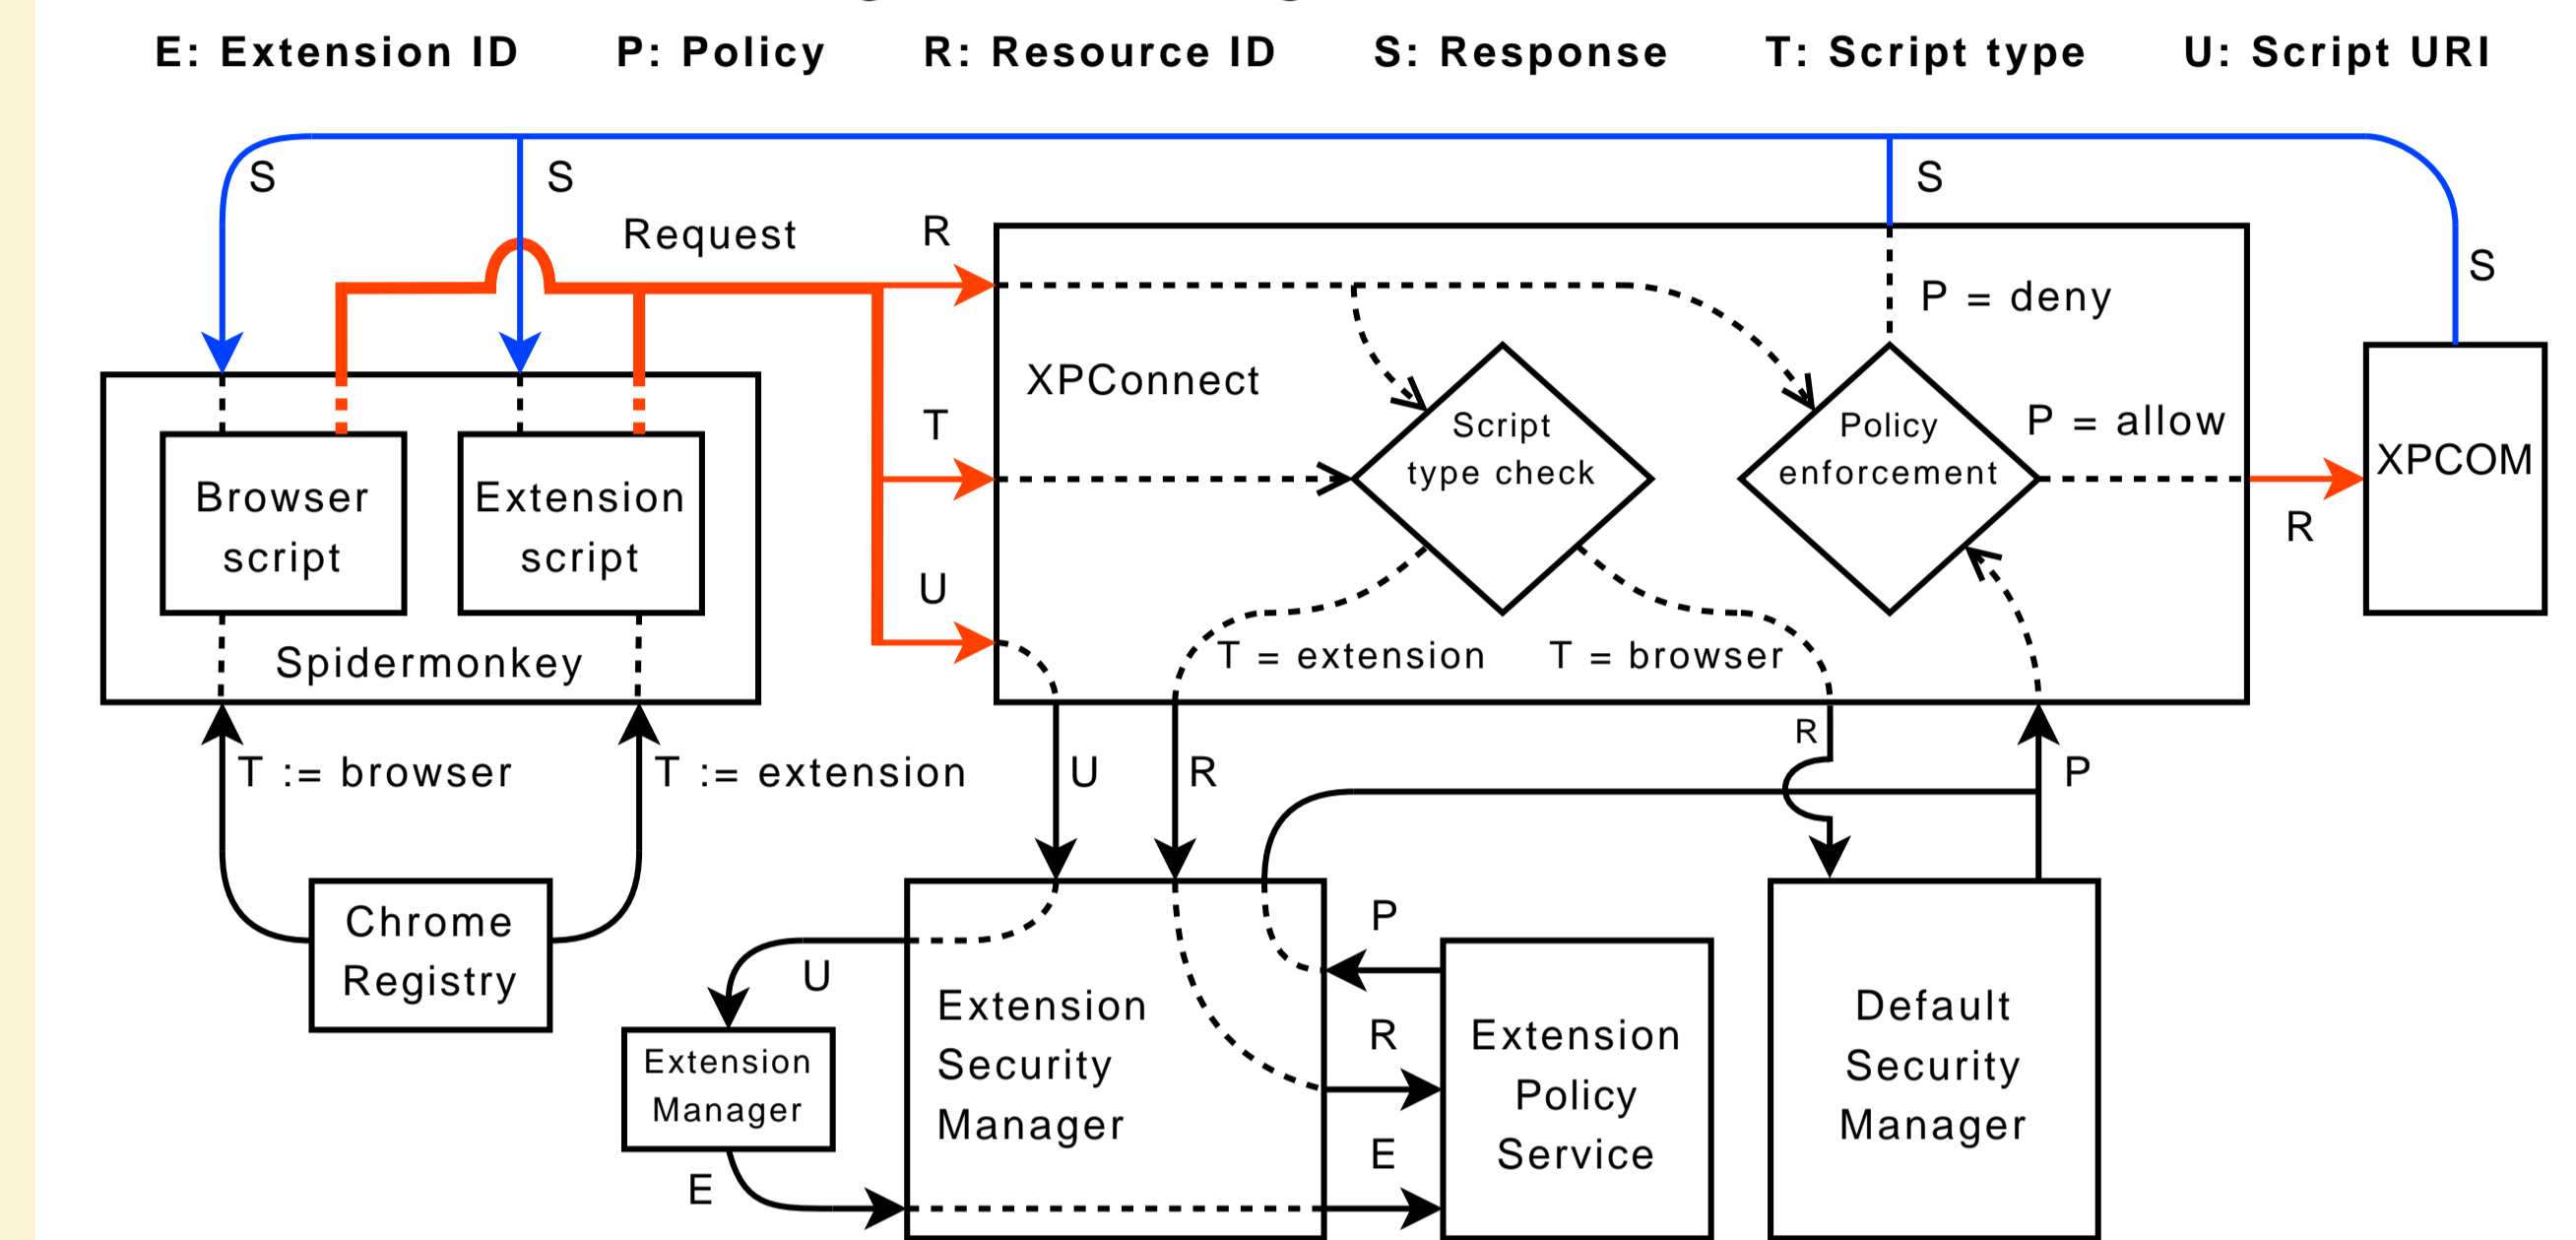 E: Extension ID P: Policy R: Resource ID S: Response T: Script type U: Script URI
S
S
S
Request
R
S
P = deny
XPConnect
T
Script
type check
Policy
enforcement
P = allow
XPCOM
R
Browser
script
Extension
script
U
Spidermonkey
T = extension
T = browser
R
T := browser
T := extension
U
R
P
Chrome
Registry
P
U
Extension
Security
Manager
R
Extension
Policy
Service
Default
Security
Manager
Extension
Manager
E
E